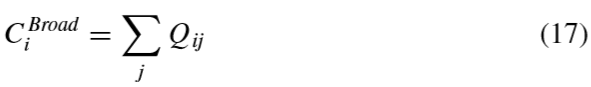 $C_i^{Broad} = \sum_j Q_{ij}$ (17)